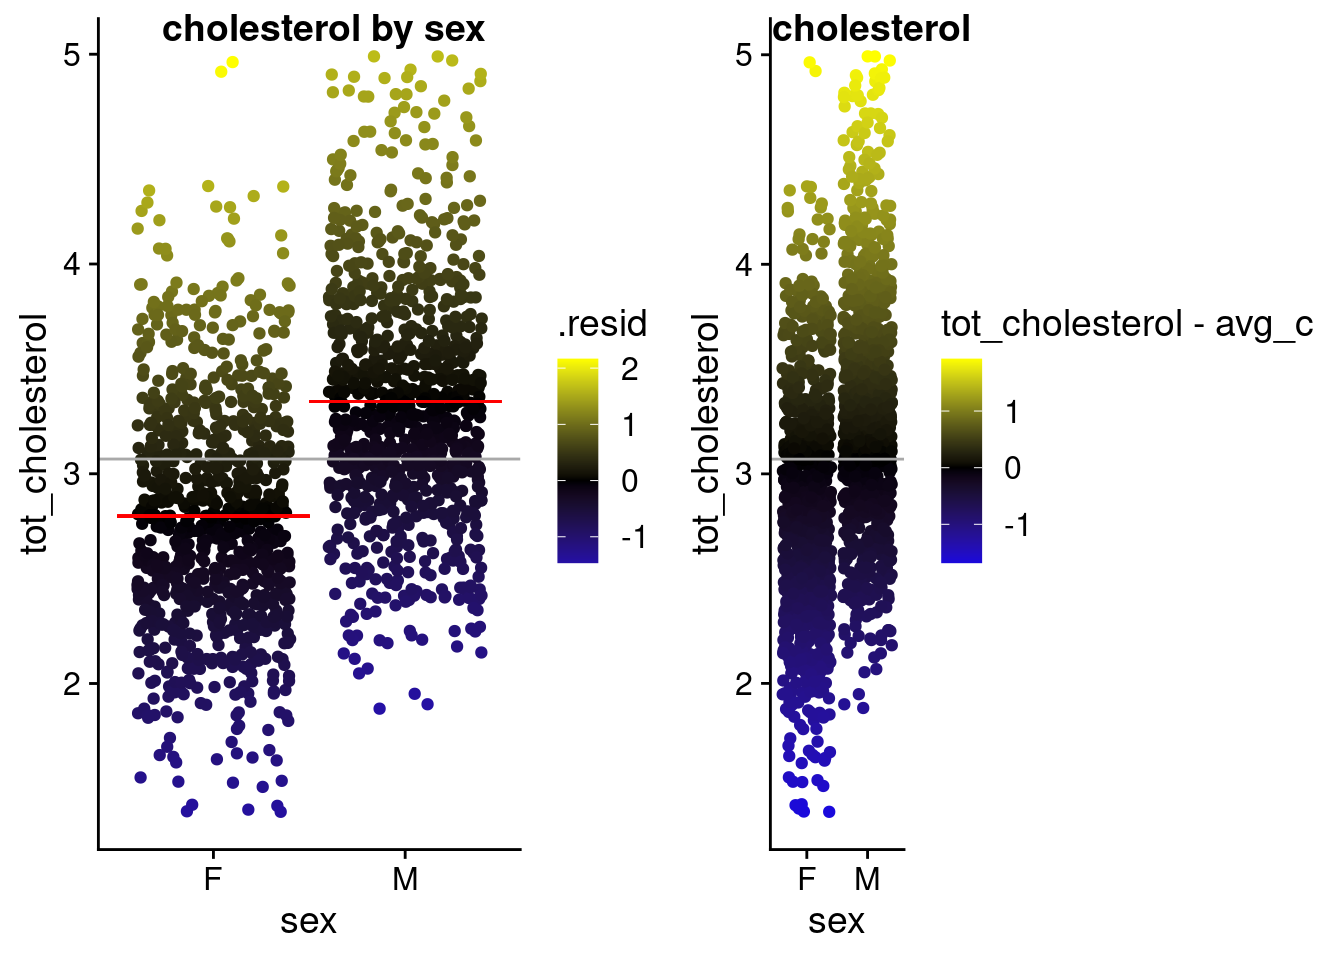 cholesterol by sex
5
4
3
2
tot_cholesterol
F M
sex
.resid
2
1
0
-1
cholesterol
5
4
3
2
tot_cholesterol
F M
sex
tot_cholesterol - avg_c
1
0
-1